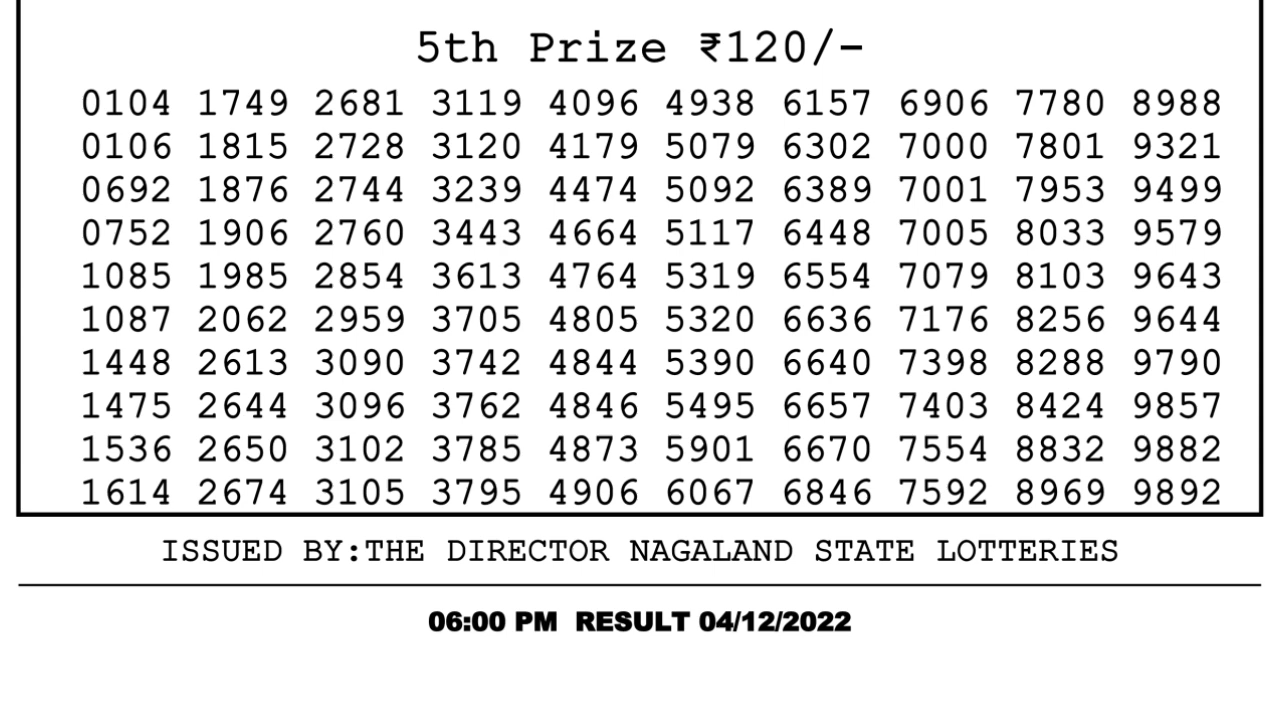 5th Prize ₹120/-
0104 1749 2681 3119 4096 4938 6157 6906 7780 8988
0106 1815 2728 3120 4179 5079 6302 7000 7801 9321
0692 1876 2744 3239 4474 5092 6389 7001 7953 9499
0752 1906 2760 3443 4664 5117 6448 7005 8033 9579
1085 1985 2854 3613 4764 5319 6554 7079 8103 9643
1087 2062 2959 3705 4805 5320 6636 7176 8256 9644
1448 2613 3090 3742 4844 5390 6640 7398 8288 9790
1475 2644 3096 3762 4846 5495 6657 7403 8424 9857
1536 2650 3102 3785 4873 5901 6670 7554 8832 9882
1614 2674 3105 3795 4906 6067 6846 7592 8969 9892
ISSUED BY:THE DIRECTOR NAGALAND STATE LOTTERIES
06:00 PM RESULT 04/12/2022